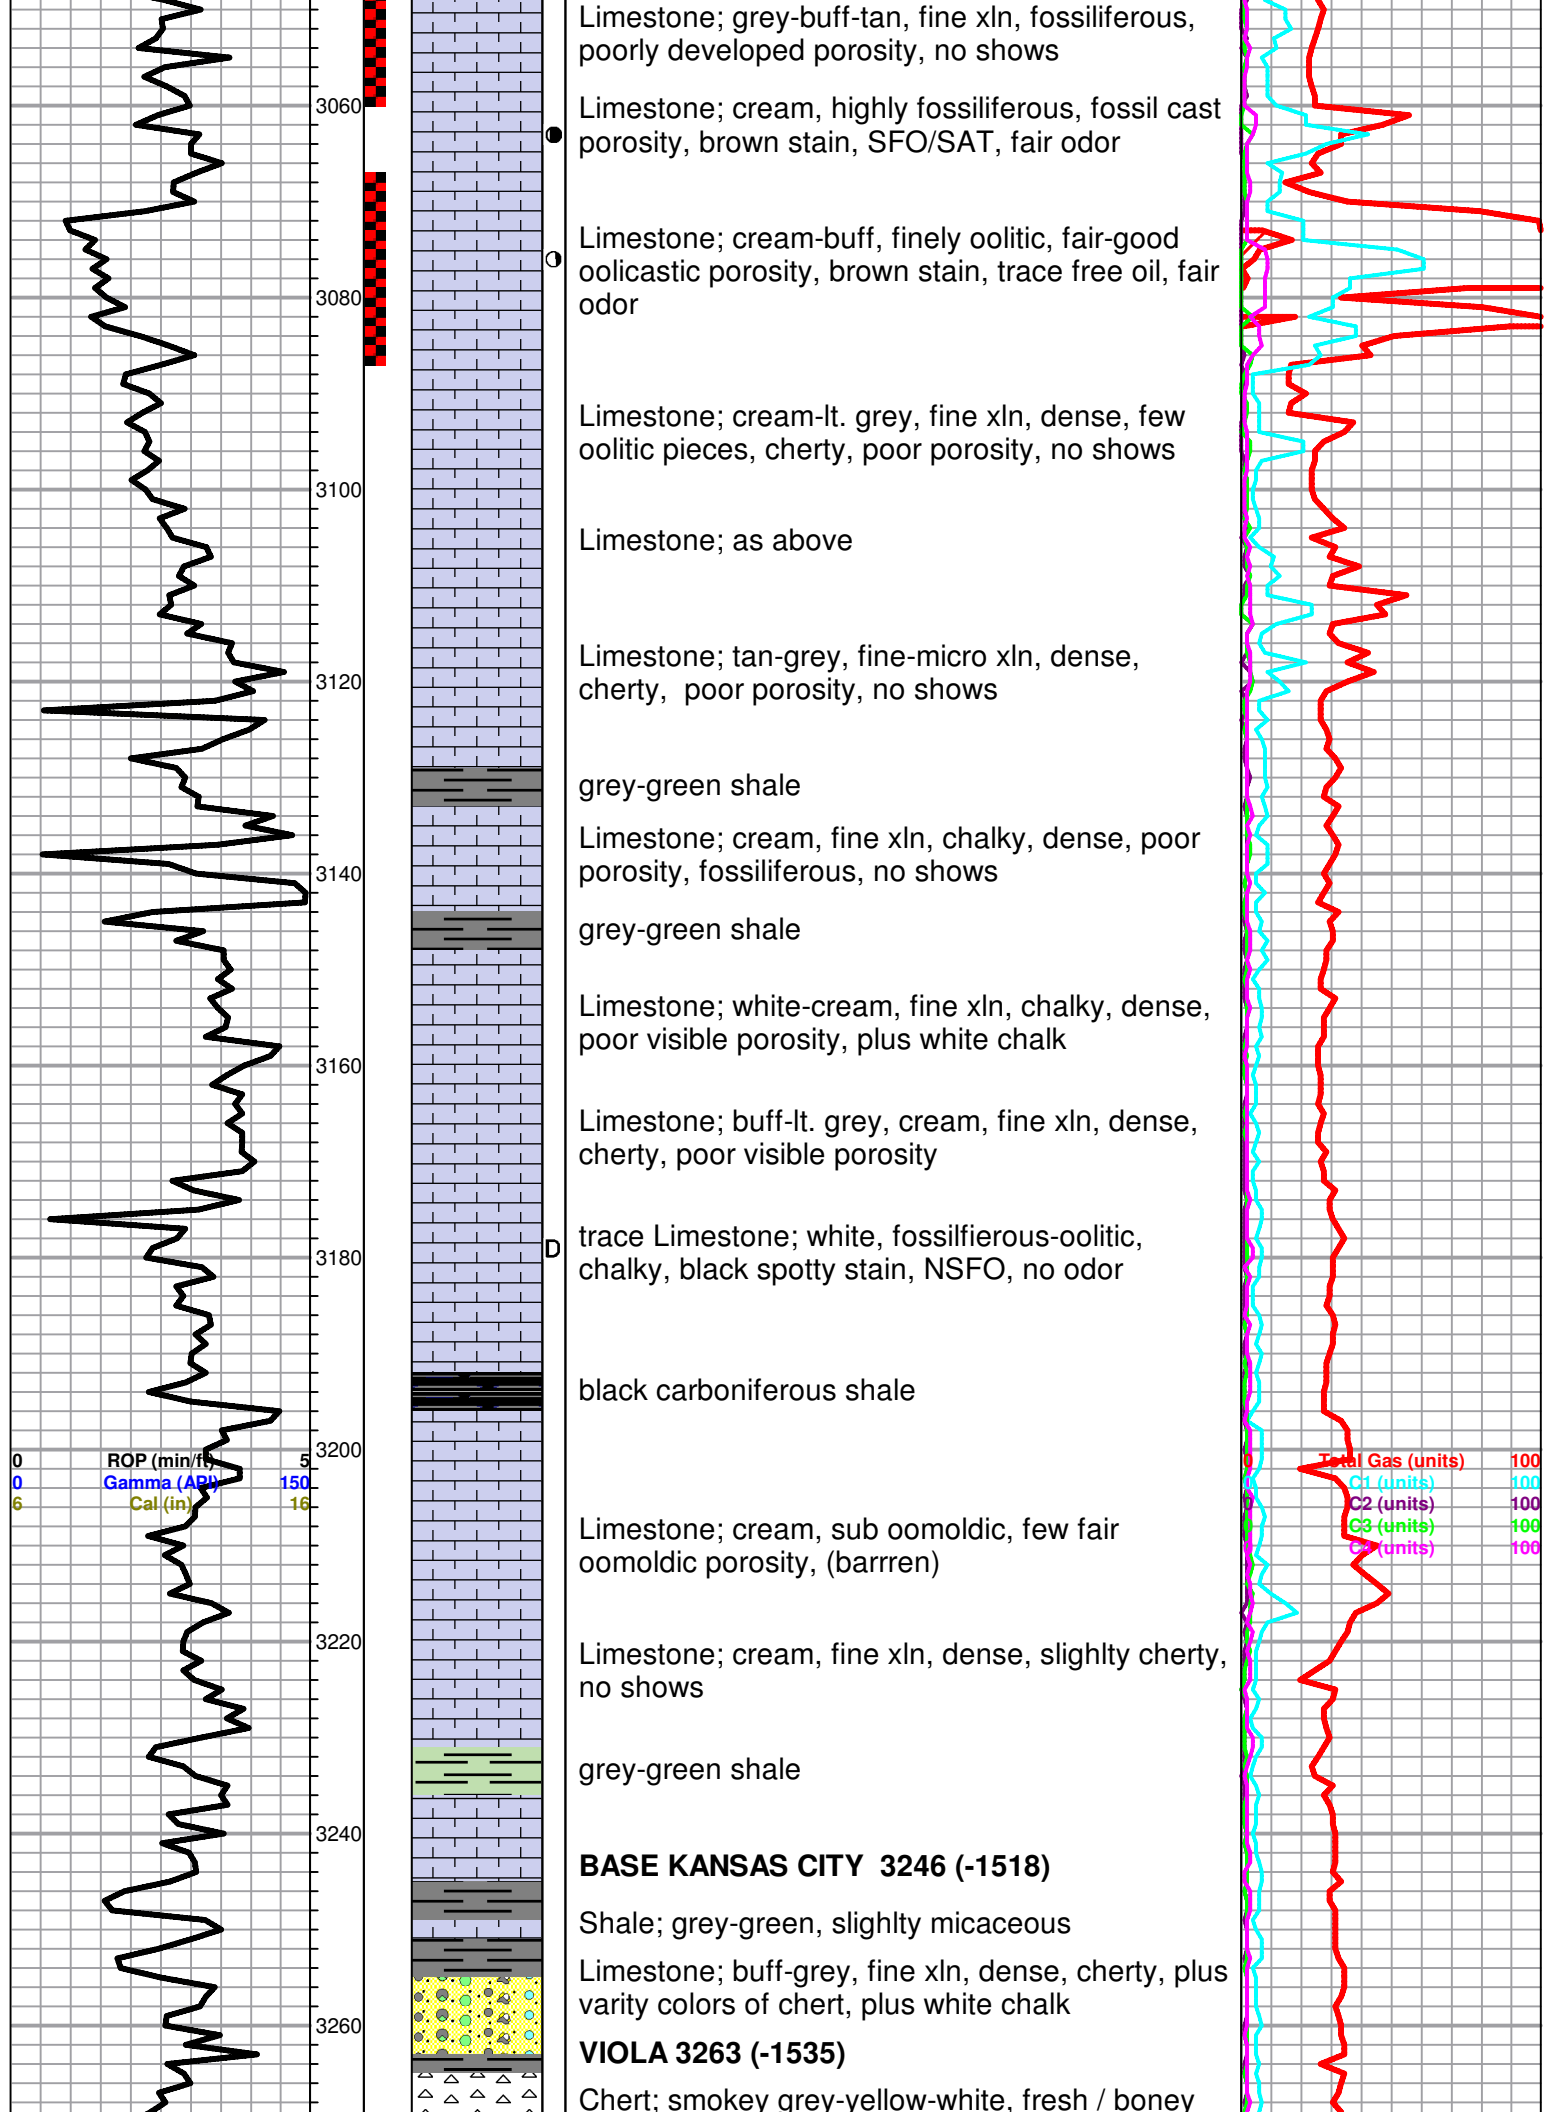 Limestone; grey-buff-tan, fine xln, fossiliferous,
poorly developed porosity, no shows
3060
Limestone; cream, highly fossiliferous, fossil cast
porosity, brown stain, SFO/SAT, fair odor
Limestone; cream-buff, finely oolitic, fair-good
oolicastic porosity, brown stain, trace free oil, fair
odor
3080
Limestone; cream-lt. grey, fine xln, dense, few
oolitic pieces, cherty, poor porosity, no shows
3100
Limestone; as above
Limestone; tan-grey, fine-micro xln, dense,
cherty,  poor porosity, no shows
3120
grey-green shale
Limestone; cream, fine xln, chalky, dense, poor
porosity, fossiliferous, no shows
3140
grey-green shale
Limestone; white-cream, fine xln, chalky, dense,
poor visible porosity, plus white chalk
3160
Limestone; buff-lt. grey, cream, fine xln, dense,
cherty, poor visible porosity
D
trace Limestone; white, fossilfierous-oolitic,
chalky, black spotty stain, NSFO, no odor
3180
black carboniferous shale
3200
0 ROP (min/ft) 5
0 Gamma (API) 150
6 Cal (in) 16
0 Total Gas (units) 100
C1 (units) 100
0 C2 (units) 100
0 C3 (units) 100
C4 (units) 100
Limestone; cream, sub oomoldic, few fair
oomoldic porosity, (barrren)
3220
Limestone; cream, fine xln, dense, slighlty cherty,
no shows
grey-green shale
3240
BASE KANSAS CITY  3246 (-1518)
Shale; grey-green, slighlty micaceous
Limestone; buff-grey, fine xln, dense, cherty, plus
varity colors of chert, plus white chalk
3260
VIOLA 3263 (-1535)
Chert; smokey grey-yellow-white, fresh / boney